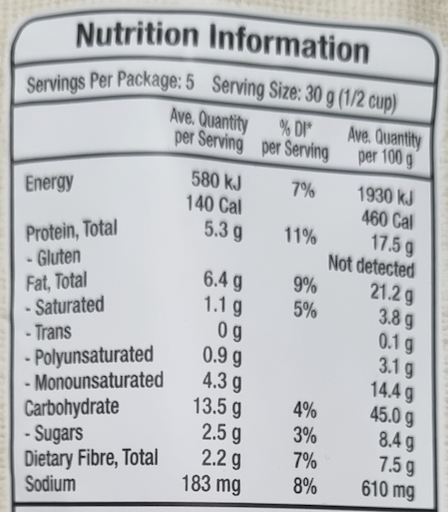 Nutrition Information
Servings Per Package: 5 Serving Size: 30 g (1/2 cup)
Ave. Quantity per Serving % DI* per Serving Ave. Quantity per 100 g
Energy 580 kJ 7% 1930 kJ
140 Cal 460 Cal
Protein, Total 5.3 g 11% 17.5 g
- Gluten Not detected
Fat, Total 6.4 g 9% 21.2 g
- Saturated 1.1 g 5% 3.8 g
- Trans 0 g 0.1 g
- Polyunsaturated 0.9 g 3.1 g
- Monounsaturated 4.3 g 14.4 g
Carbohydrate 13.5 g 4% 45.0 g
- Sugars 2.5 g 3% 8.4 g
Dietary Fibre, Total 2.2 g 7% 7.5 g
Sodium 183 mg 8% 610 mg